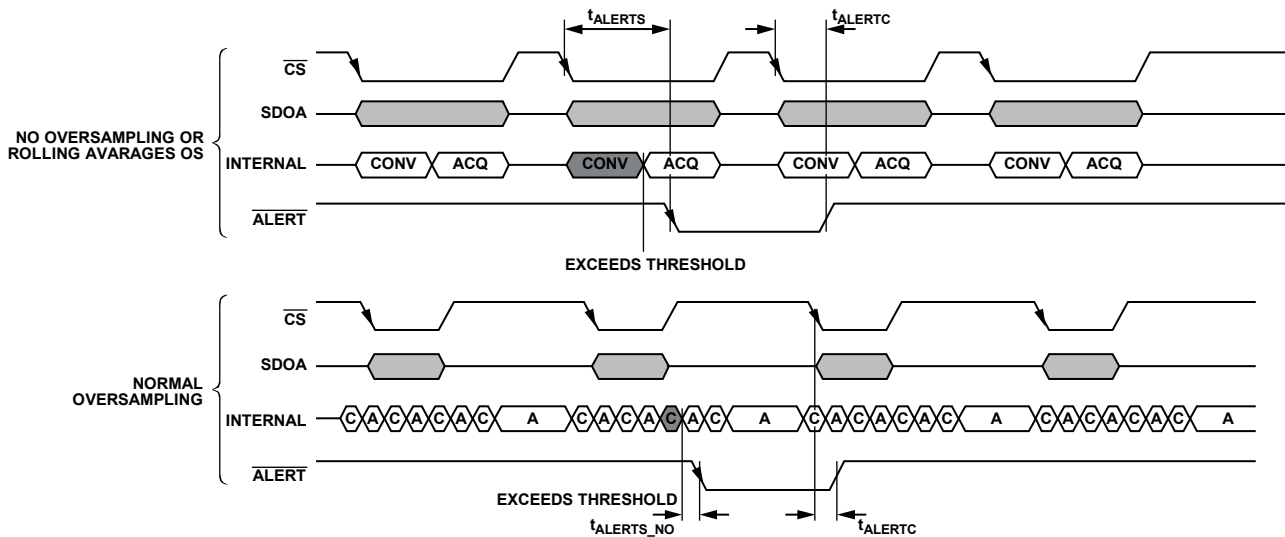 tALERTS
tALERTC
CS
SDOA
NO OVERSAMPLING OR
ROLLING AVARAGES OS
INTERNAL
CONV ACQ CONV ACQ CONV ACQ CONV ACQ
ALERT
EXCEEDS THRESHOLD
CS
SDOA
NORMAL
OVERSAMPLING
INTERNAL
C A C A C A C A C A C A C A C A C A C A C A C A C A C A C A C A
ALERT
EXCEEDS THRESHOLD
tALERTS_NO
tALERTC